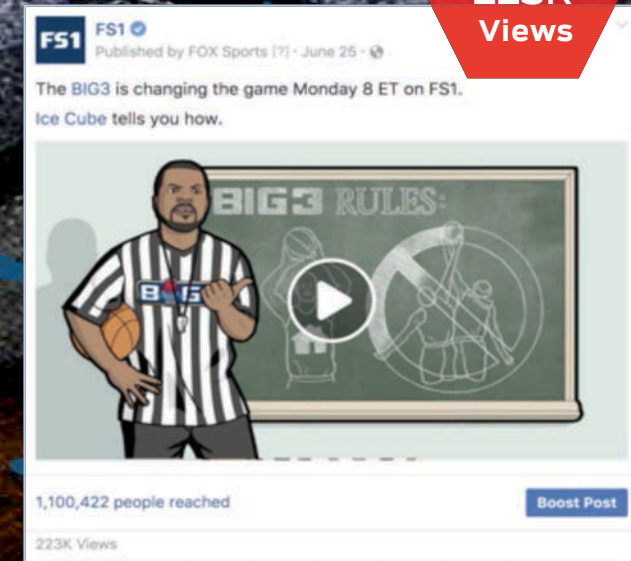 Views
FS1
FS1
Published by FOX Sports [?] · June 25 ·
The BIG3 is changing the game Monday 8 ET on FS1.
Ice Cube tells you how.
BIG3 RULES:
1,100,422 people reached
Boost Post
223K Views